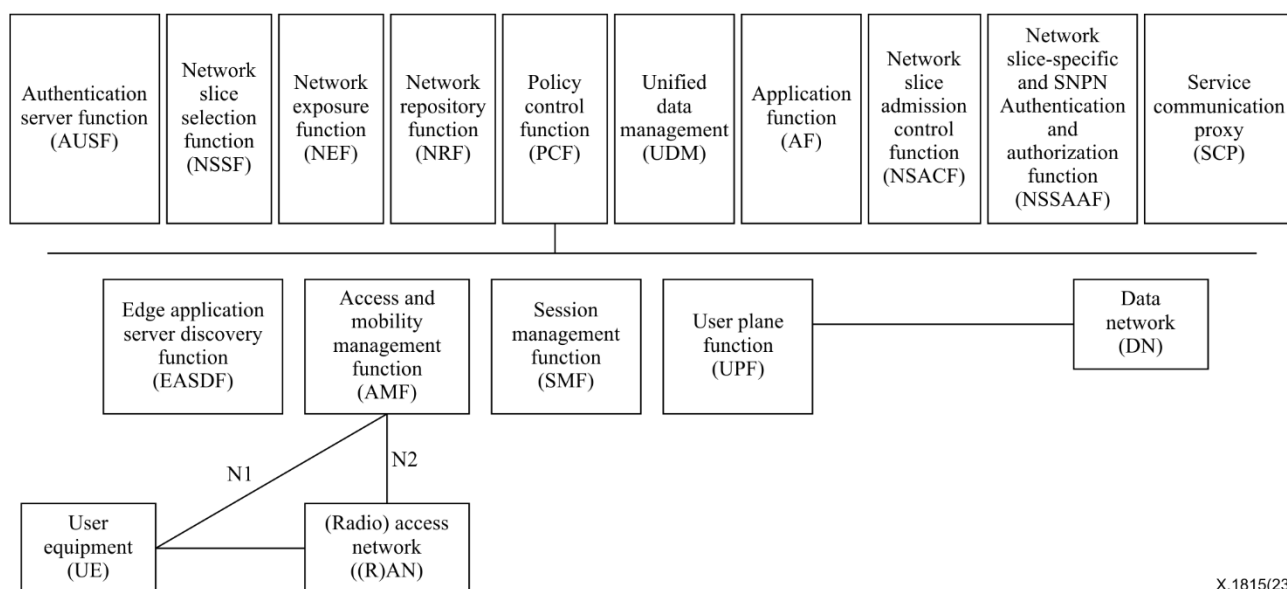 Authentication
server function
(AUSF)
Network
slice
selection
function
(NSSF)
Network
exposure
function
(NEF)
Network
repository
function
(NRF)
Policy
control
function
(PCF)
Unified
data
management
(UDM)
Application
function
(AF)
Network
slice
admission
control
function
(NSACF)
Network
slice-specific
and SNPN
Authentication
and
authorization
function
(NSSAAF)
Service
communication
proxy
(SCP)
Edge application
server discovery
function
(EASDF)
Access and
mobility
management
function
(AMF)
Session
management
function
(SMF)
User plane
function
(UPF)
Data
network
(DN)
N1
N2
User
equipment
(UE)
(Radio) access
network
((R)AN)
X.1815(23